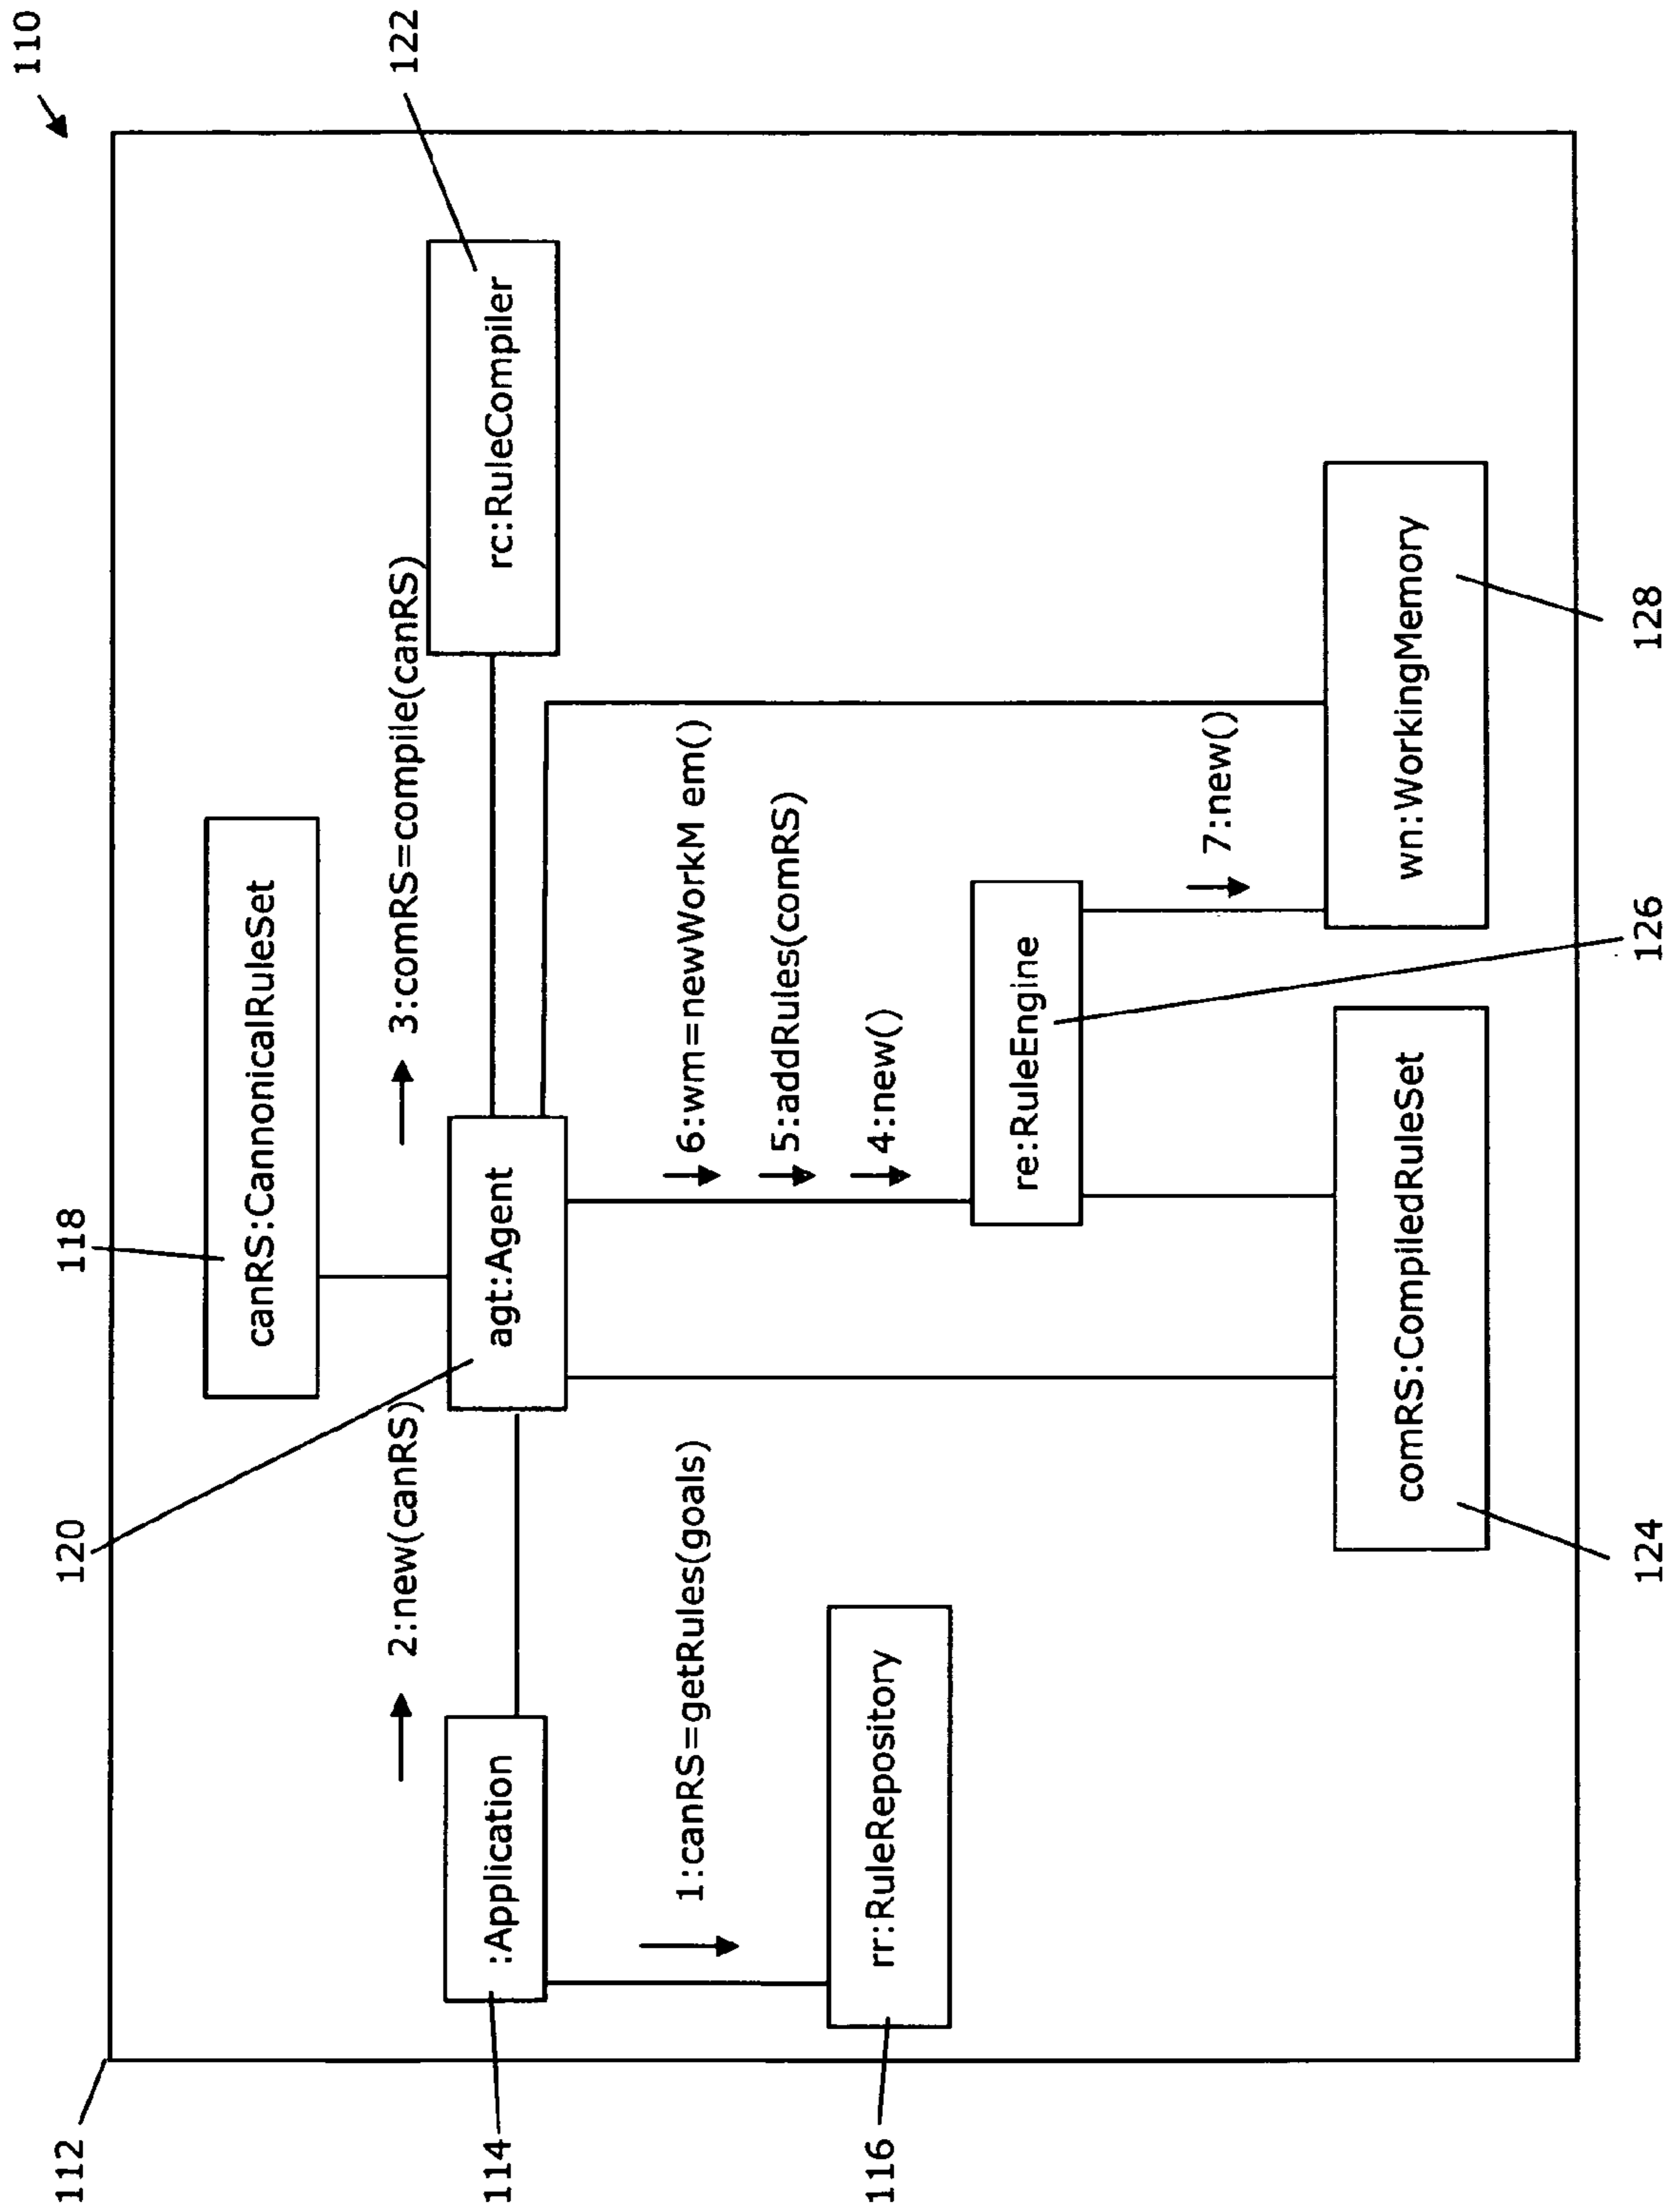 110
112
118
canRS:CannonicalRuleSet
120
122
2:new(canRS)
3:comRS=compile(canRS)
114
:Application
agt:Agent
rc:RuleCompiler
1:canRS=getRules(goals)
6:wm=newWorkM em()
5:addRules(comRS)
4:new()
116
rr:RuleRepository
re:RuleEngine
7:new()
comRS:CompiledRuleSet
wn:WorkingMemory
124
126
128